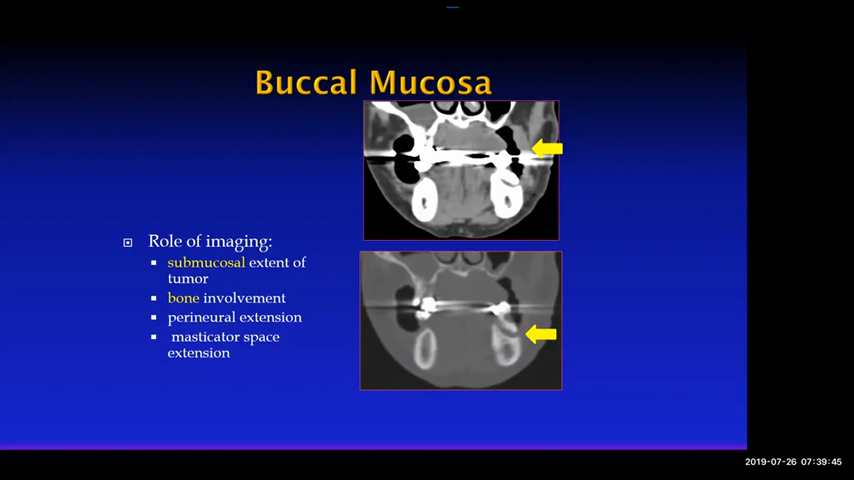 Buccal Mucosa
Role of imaging:
submucosal extent of
tumor
bone involvement
perineural extension
masticator space
extension
2019-07-26 07:39:45